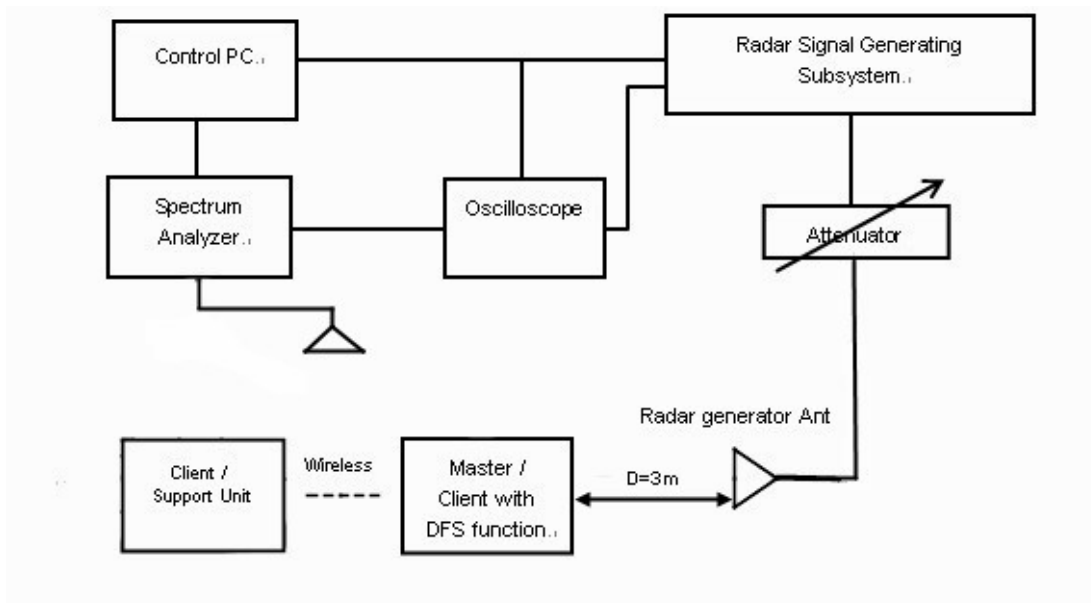 Control PC.
Radar Signal Generating
Subsystem.
Spectrum
Analyzer.
Oscilloscope
Attenuator
Radar generator Ant
Client /
Support Unit
Wireless
Master /
Client with
DFS function.
D=3m